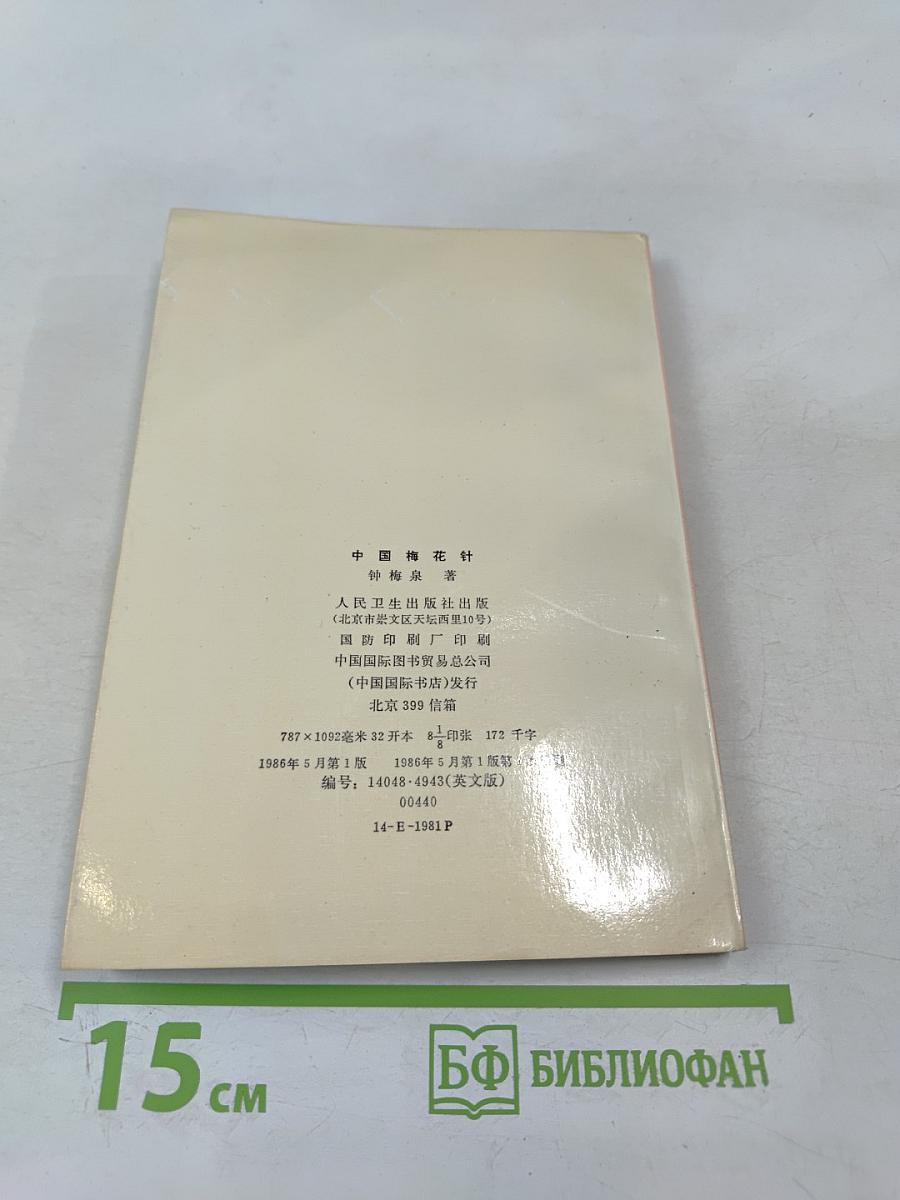 中国梅花针
钟梅泉 著
人民卫生出版社出版
(北京市崇文区天坛西里10号)
国防印刷厂印刷
中国国际图书贸易总公司
(中国国际书店)发行
北京399信箱
787×1092毫米32开本 8 1/8印张 172千字
1986年5月第1版 1986年5月第1版第
编号:14048·4943(英文版)
00440
14-E-1981P
15 см
БФ БИБЛИОФАН